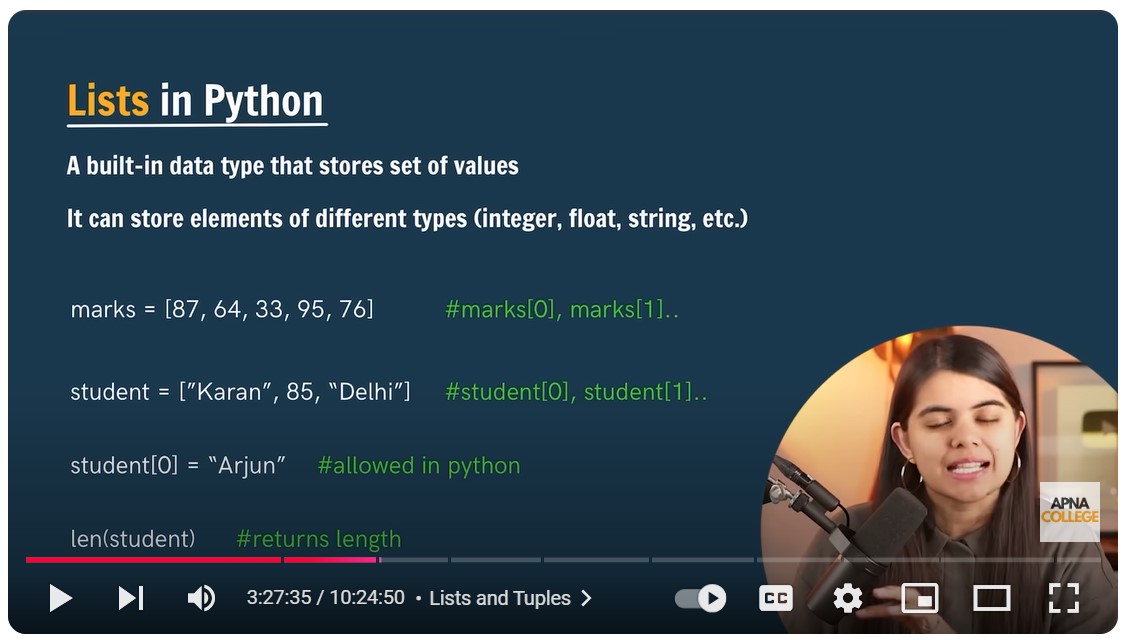 Lists in Python
A built-in data type that stores set of values
It can store elements of different types (integer, float, string, etc.)
marks = [87, 64, 33, 95, 76] #marks[0], marks[1]..
student = [”Karan”, 85, “Delhi”] #student[0], student[1]..
student[0] = “Arjun” #allowed in python
len(student) #returns length
APNA
COLLEGE
3:27:35 / 10:24:50 • Lists and Tuples
CC